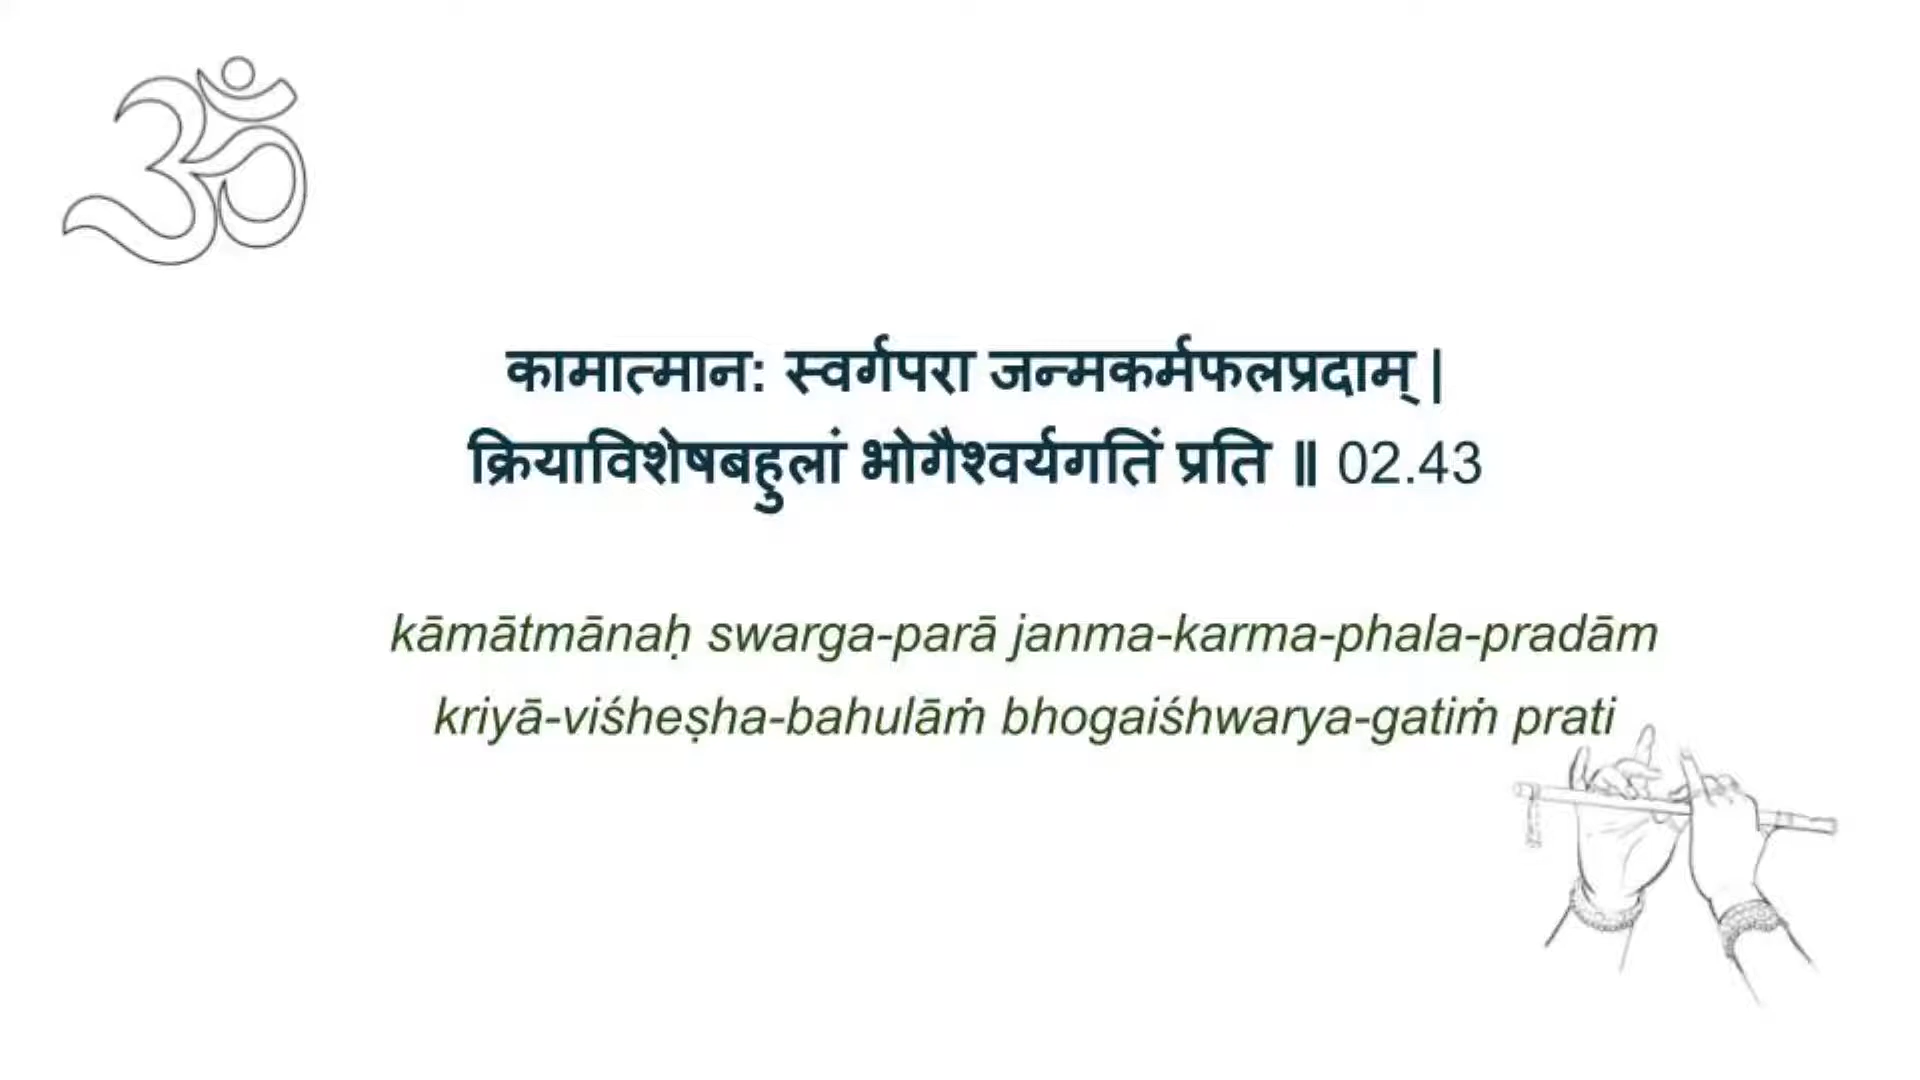 ॐ
कामात्मान: स्वर्गपरा जन्मकर्मफलप्रदाम् |
क्रियाविशेषबहुलां भोगैश्वर्यगतिं प्रति ॥ 02.43
kāmātmānaḥ swarga-parā janma-karma-phala-pradām
kriyā-viśheṣha-bahulāṁ bhogaiśhwarya-gatiṁ prati